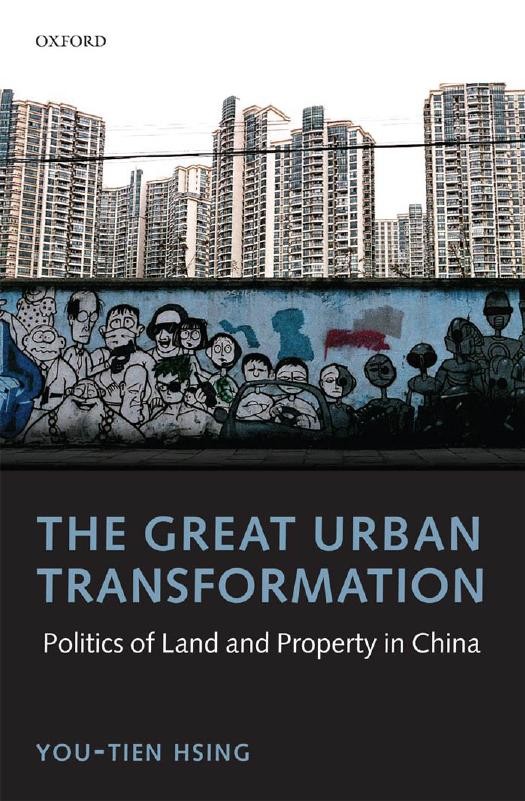 OXFORD
THE GREAT URBAN
TRANSFORMATION
Politics of Land and Property in China
YOU-TIEN HSING